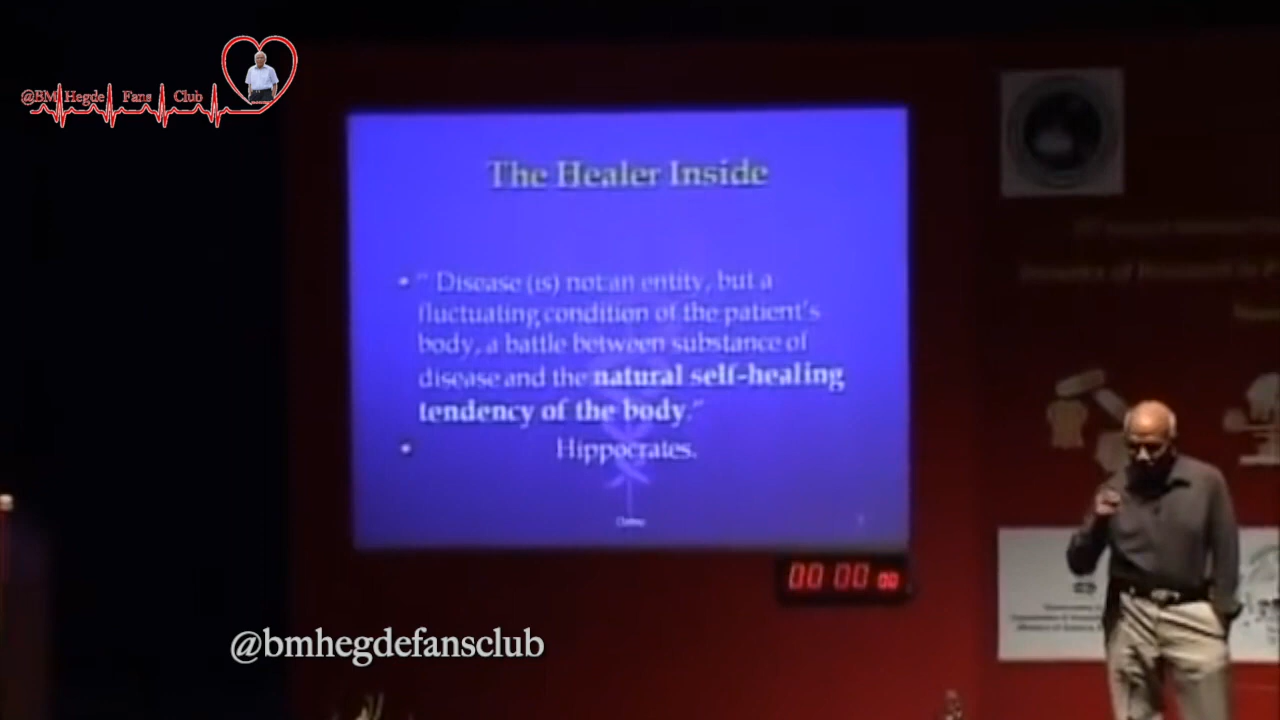 @BM Hegde Fans Club
The Healer Inside
• " Disease (is) not an entity, but a
fluctuating condition of the patient's
body, a battle between substance of
disease and the natural self-healing
tendency of the body."
• Hippocrates.
00 00 00
@bmhegdefansclub